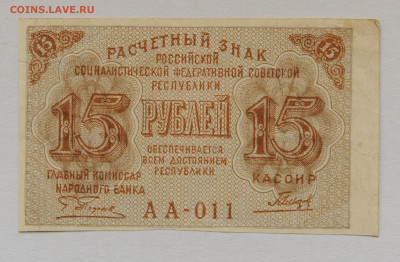 COINS.LAVE.RU
15 15
РАСЧЕТНЫЙ ЗНАК
РОССИЙСКОЙ
СОЦИАЛИСТИЧЕСКОЙ ФЕДЕРАТИВНОЙ СОВЕТСКОЙ
РЕСПУБЛИКИ
15 РУБЛЕЙ 15
ОБЕСПЕЧИВАЕТСЯ
ВСЕМ ДОСТОЯНИЕМ
РЕСПУБЛИКИ
ГЛАВНЫЙ КОМИССАР
НАРОДНОГО БАНКА
КАССИР
АА-011